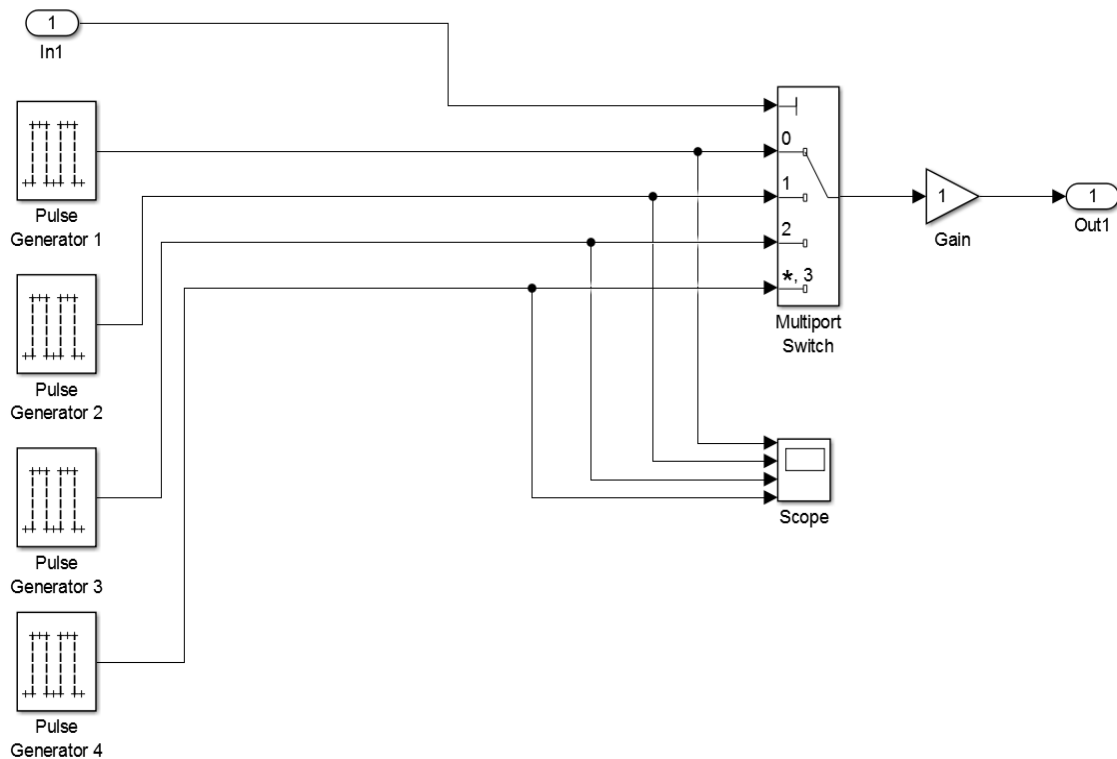 1
In1
Pulse
Generator 1
Pulse
Generator 2
Pulse
Generator 3
Pulse
Generator 4
0
1
2
*, 3
Multiport
Switch
Scope
1
Gain
1
Out1